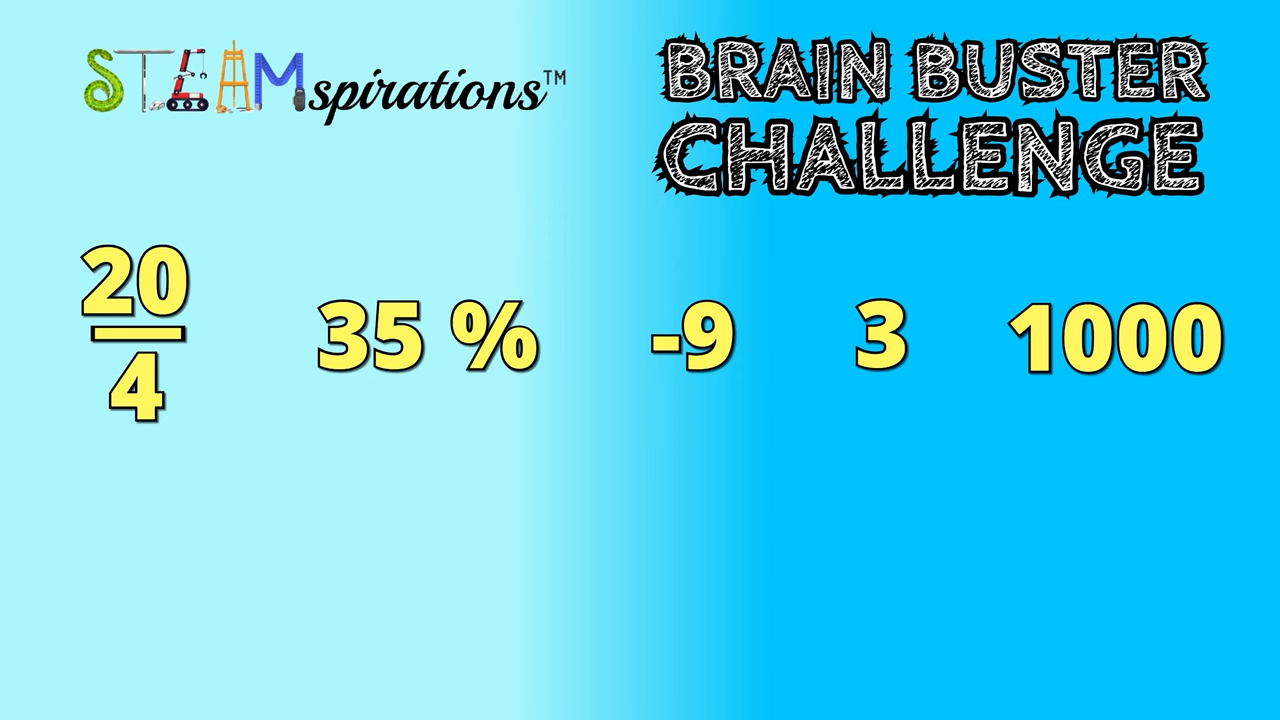 STEAMspirations™
BRAIN BUSTER
CHALLENGE
20
4
35 %
-9
3
1000